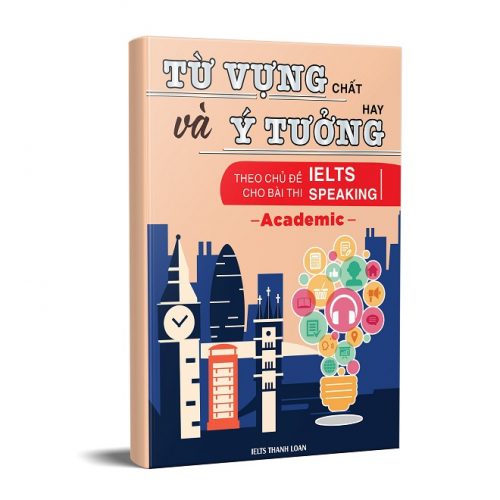 TỪ VỰNG CHẤT
HAY
và Ý TƯỞNG
THEO CHỦ ĐỀ IELTS
CHO BÀI THI SPEAKING
–Academic–
IELTS THANH LOAN